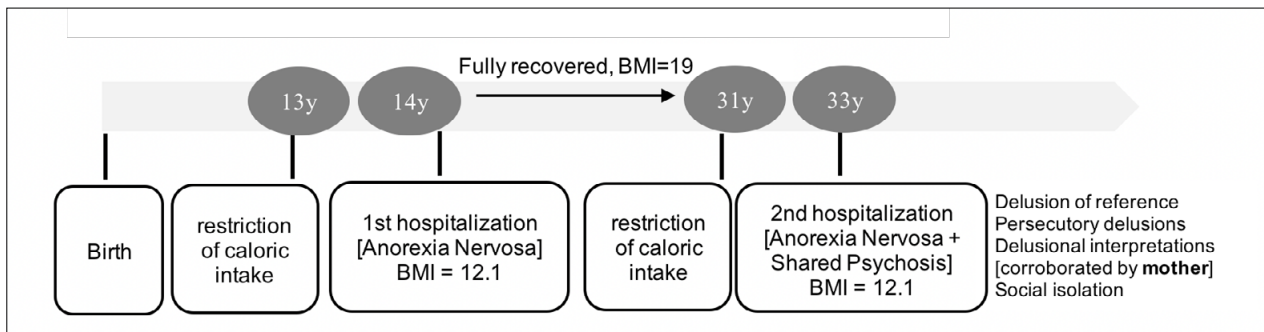 Fully recovered, BMI=19
13y
14y
31y
33y
Birth
restriction
of caloric
intake
1st hospitalization
[Anorexia Nervosa]
BMI = 12.1
restriction
of caloric
intake
2nd hospitalization
[Anorexia Nervosa +
Shared Psychosis]
BMI = 12.1
Delusion of reference
Persecutory delusions
Delusional interpretations
[corroborated by mother]
Social isolation